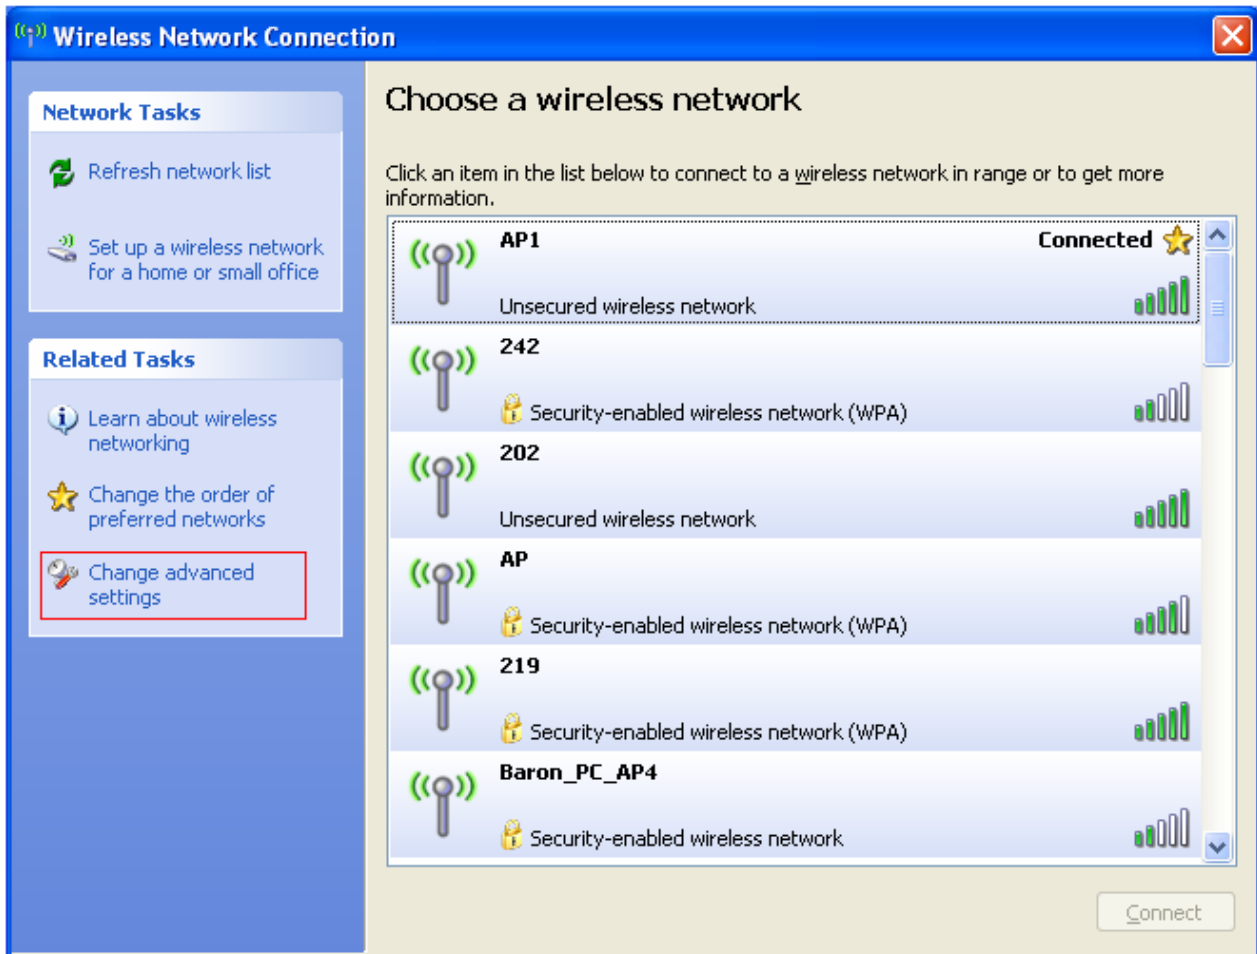 Wireless Network Connection
Network Tasks
Refresh network list
Set up a wireless network
for a home or small office
Related Tasks
Learn about wireless
networking
Change the order of
preferred networks
Change advanced
settings
Choose a wireless network
Click an item in the list below to connect to a wireless network in range or to get more
information.
AP1
Connected
Unsecured wireless network
242
Security-enabled wireless network (WPA)
202
Unsecured wireless network
AP
Security-enabled wireless network (WPA)
219
Security-enabled wireless network (WPA)
Baron_PC_AP4
Security-enabled wireless network
Connect